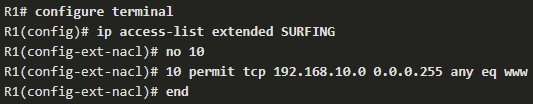 R1# configure terminal
R1(config)# ip access-list extended SURFING
R1(config-ext-nacl)# no 10
R1(config-ext-nacl)# 10 permit tcp 192.168.10.0 0.0.0.255 any eq www
R1(config-ext-nacl)# end